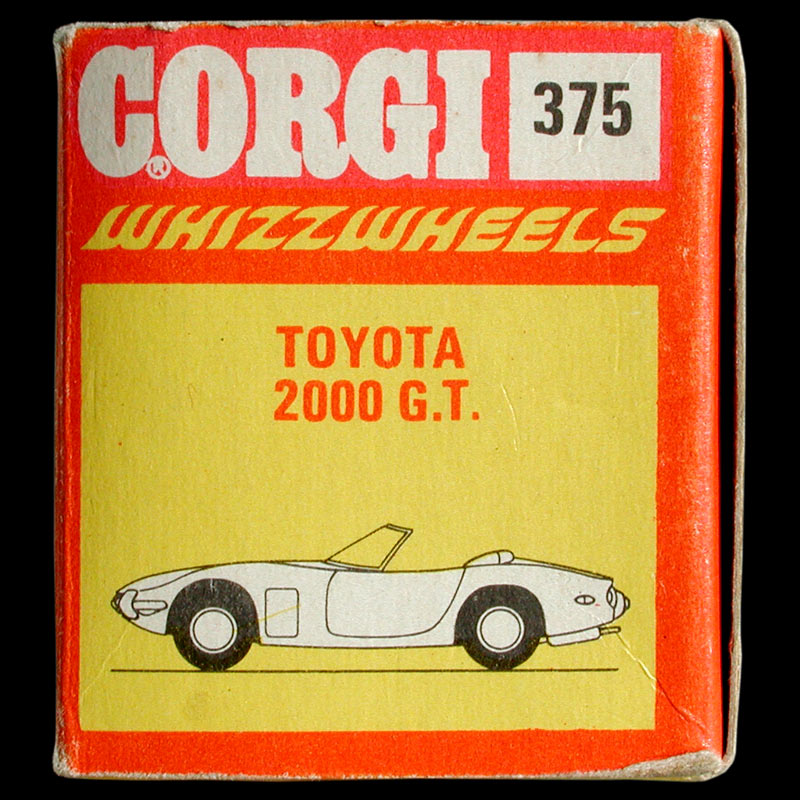 CORGI®
375
WHIZZWHEELS
TOYOTA
2000 G.T.